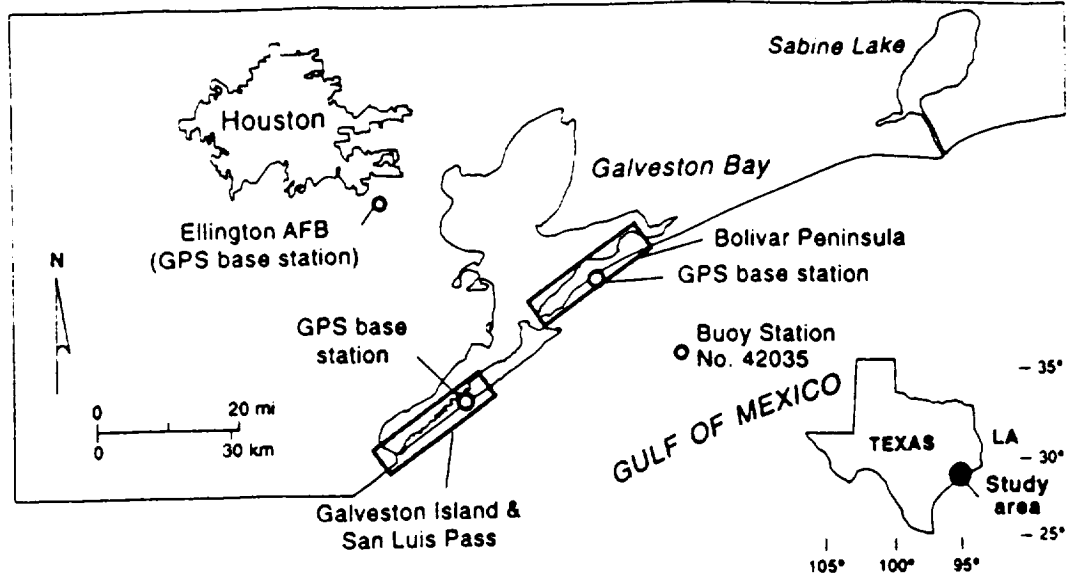 Sabine Lake
Houston
Galveston Bay
Ellington AFB
(GPS base station)
Bolivar Peninsula
GPS base station
N
GPS base
station
Buoy Station
No. 42035
0 20 mi
0 30 km
GULF OF MEXICO
Galveston Island &
San Luis Pass
TEXAS
LA
Study
area
35°
30°
25°
105° 100° 95°